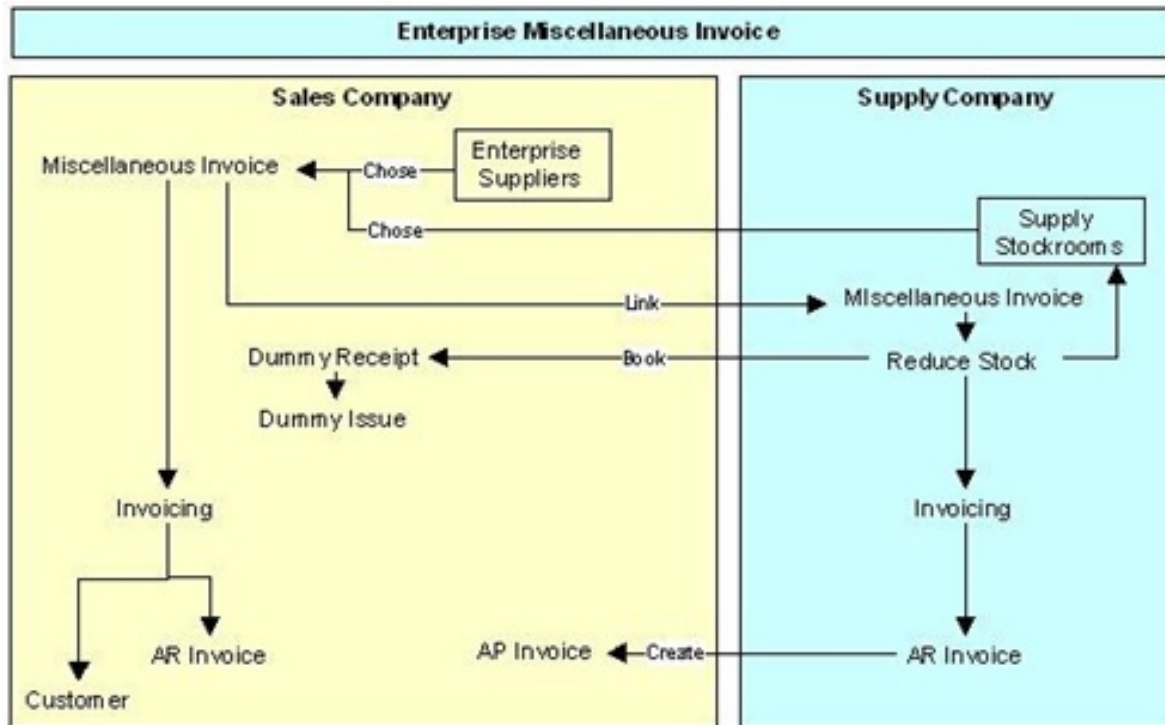 Enterprise Miscellaneous Invoice
Sales Company
Supply Company
Miscellaneous Invoice
Chose
Enterprise
Suppliers
Chose
Supply
Stockrooms
Link
MIscellaneous Invoice
Dummy Receipt
Book
Reduce Stock
Dummy Issue
Invoicing
Invoicing
AR Invoice
AP Invoice
Create
AR Invoice
Customer